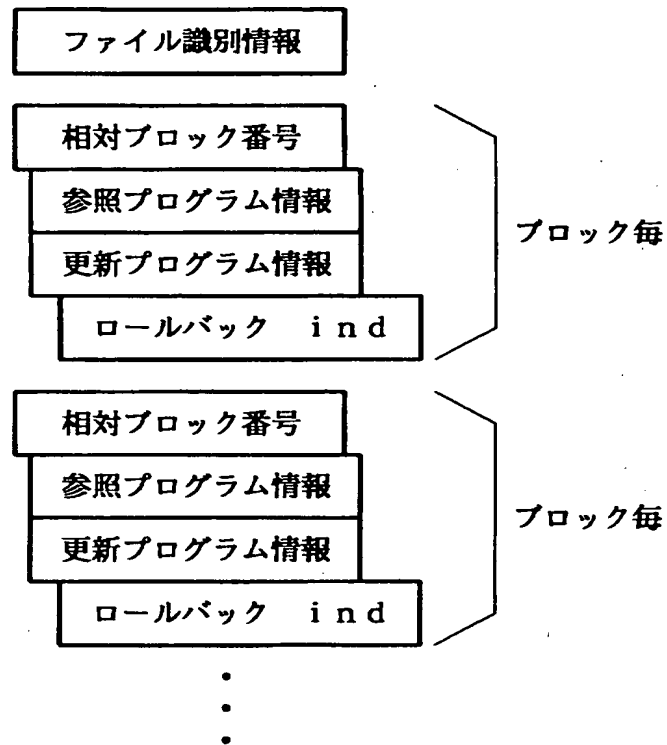 ファイル識別情報
相対ブロック番号
参照プログラム情報
更新プログラム情報
ロールバック ind
ブロック毎
相対ブロック番号
参照プログラム情報
更新プログラム情報
ロールバック ind
ブロック毎